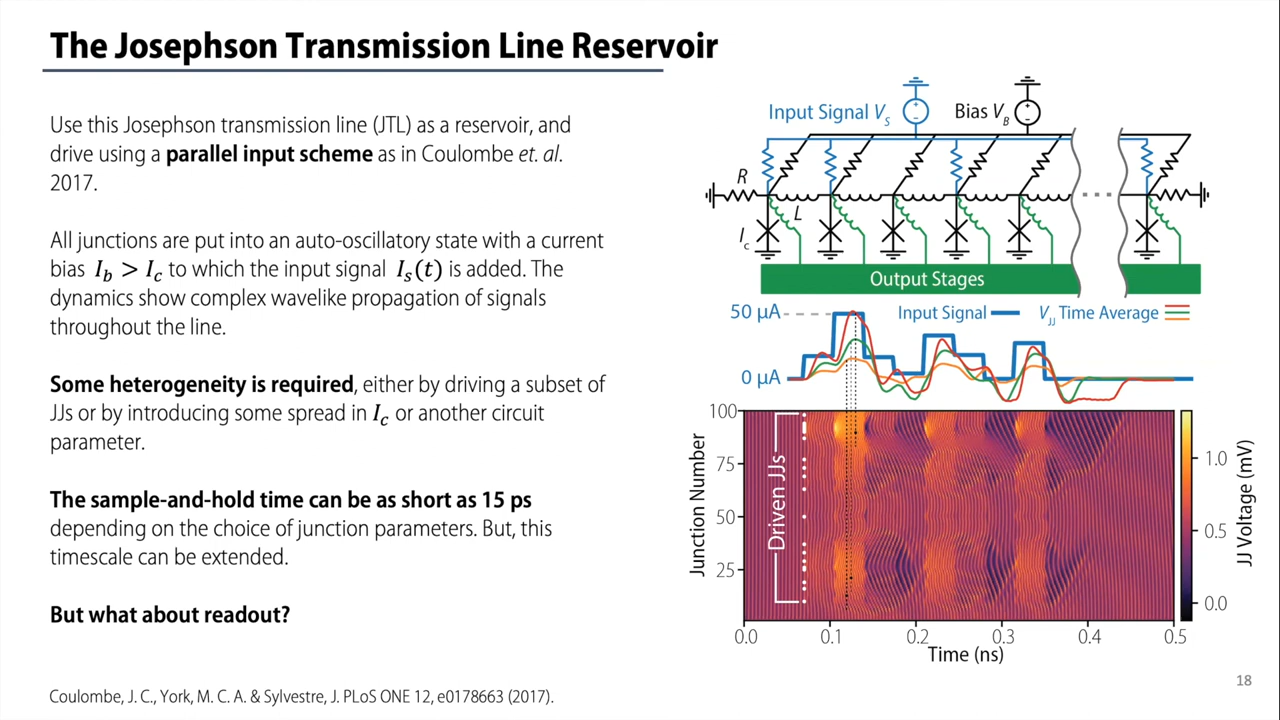 The Josephson Transmission Line Reservoir
Use this Josephson transmission line (JTL) as a reservoir, and
drive using a parallel input scheme as in Coulombe et. al.
2017.
All junctions are put into an auto-oscillatory state with a current
bias I_b > I_c to which the input signal I_s(t) is added. The
dynamics show complex wavelike propagation of signals
throughout the line.
Some heterogeneity is required, either by driving a subset of
JJs or by introducing some spread in I_c or another circuit
parameter.
The sample-and-hold time can be as short as 15 ps
depending on the choice of junction parameters. But, this
timescale can be extended.
But what about readout?
Coulombe, J. C., York, M. C. A. & Sylvestre, J. PLoS ONE 12, e0178663 (2017).
Input Signal V_S
+
-
Bias V_B
+
-
R
L
I_c
Output Stages
50 μA
Input Signal
V_JJ Time Average
0 μA
Junction Number
100
75
50
25
Driven JJs
0.0
0.1
0.2
0.3
0.4
0.5
Time (ns)
1.0
0.5
0.0
JJ Voltage (mV)
18